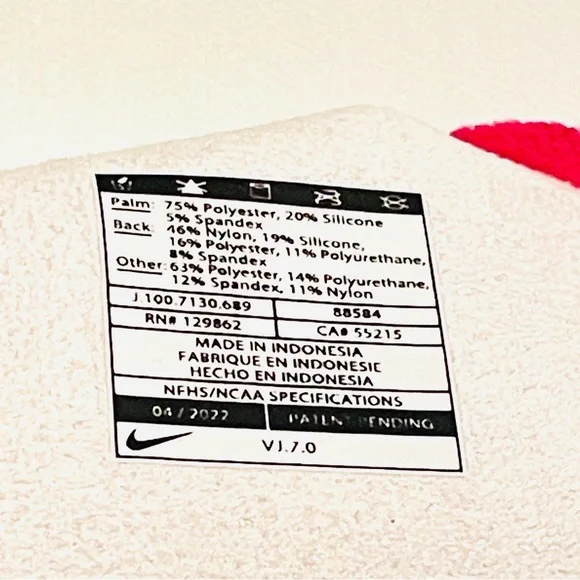 Palm: 75% Polyester, 20% Silicone
5% Spandex
Back: 46% Nylon, 19% Silicone,
16% Polyester, 11% Polyurethane,
8% Spandex
Other: 63% Polyester, 14% Polyurethane,
12% Spandex, 11% Nylon
J.100.7130.689 88584
RN# 129862 CA# 55215
MADE IN INDONESIA
FABRIQUE EN INDONESIE
HECHO EN INDONESIA
NFHS/NCAA SPECIFICATIONS
04/2022 PATENT PENDING
V1.7.0